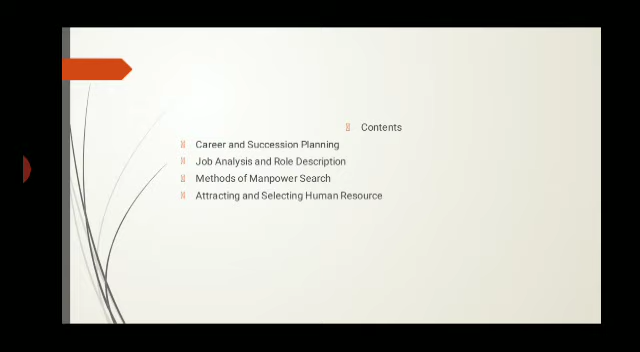 Contents
Career and Succession Planning
Job Analysis and Role Description
Methods of Manpower Search
Attracting and Selecting Human Resource